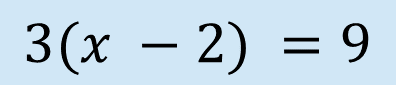 3(x − 2) = 9